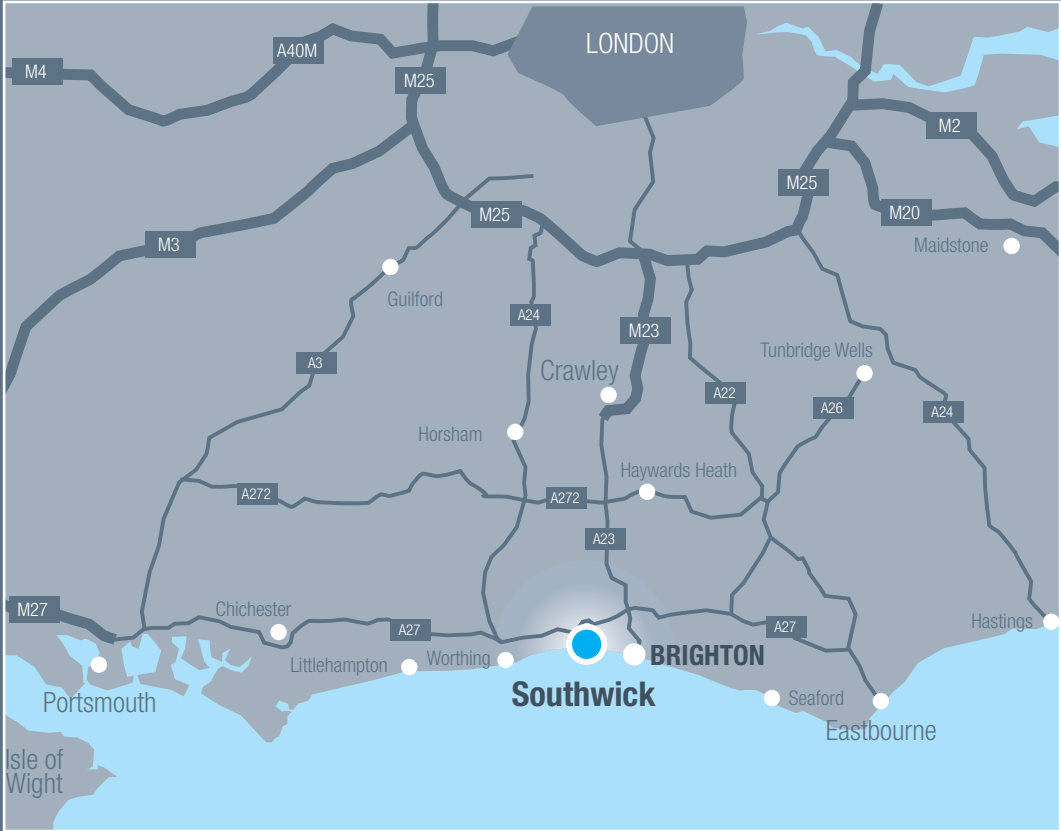 LONDON
A40M
M4
M25
M2
M25
M20
M25
M3
Maidstone
Guilford
A24
M23
Tunbridge Wells
A3
Crawley
A22
A26
A24
Horsham
Haywards Heath
A272
A272
A23
M27
Chichester
Hastings
A27
A27
BRIGHTON
Worthing
Littlehampton
Southwick
Seaford
Portsmouth
Eastbourne
Isle of
Wight